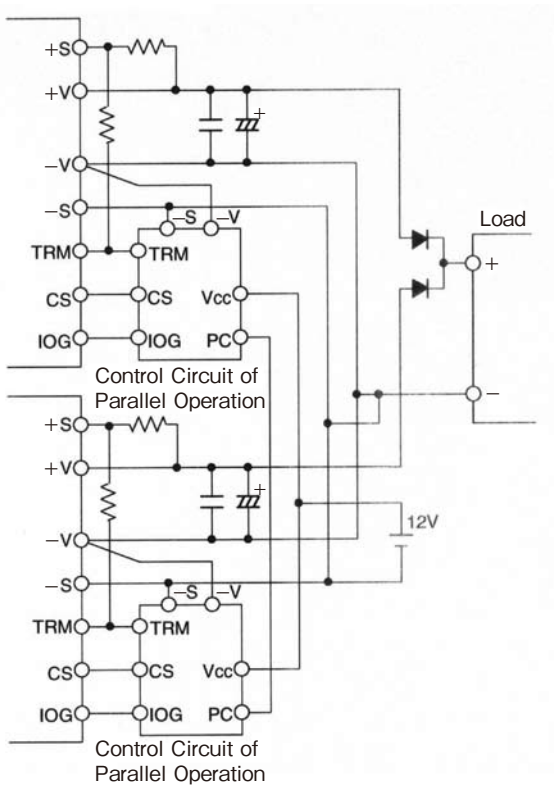 +S
+V
+
−V
−S
−S −V
Load
TRM TRM
+
CS CS Vcc
IOG IOG PC
Control Circuit of
Parallel Operation
−
+S
+V
+
12V
−V
−S
−S −V
TRM TRM
CS CS Vcc
IOG IOG PC
Control Circuit of
Parallel Operation